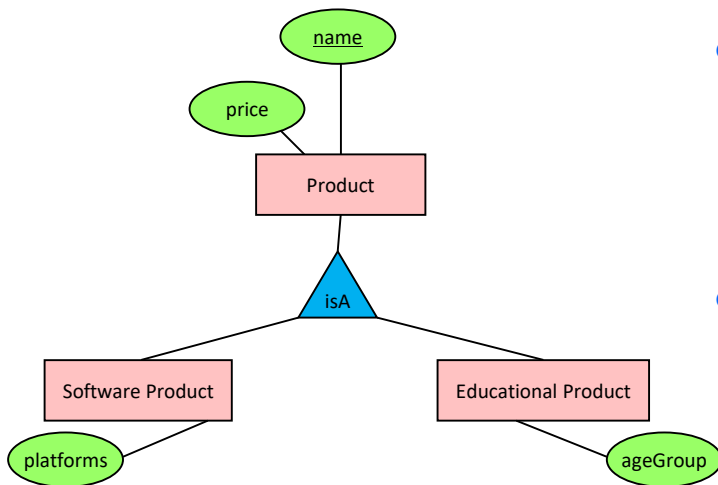 name
price
Product
isA
Software Product
Educational Product
platforms
ageGroup